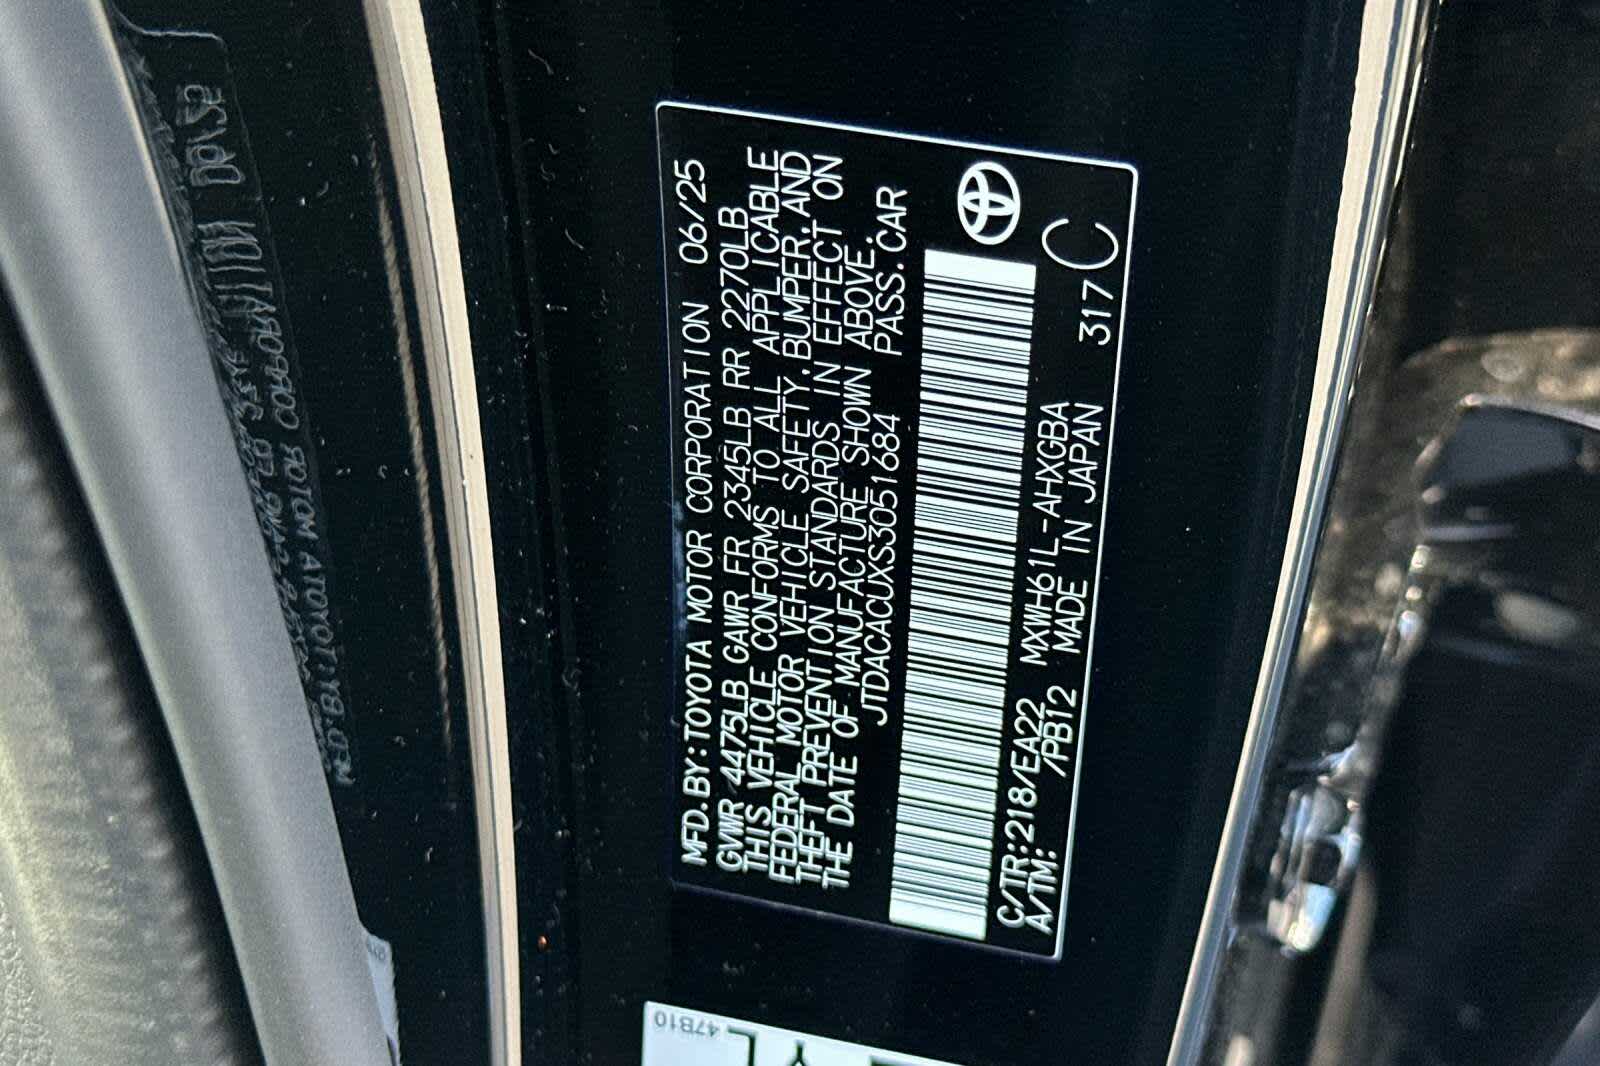 MFD.BY:TOYOTA MOTOR CORPORATION 06/25
GVWR 4475LB GAWR FR 2345LB RR 2270LB
THIS VEHICLE CONFORMS TO ALL APPLICABLE
FEDERAL MOTOR VEHICLE SAFETY,BUMPER,AND
THEFT PREVENTION STANDARDS IN EFFECT ON
THE DATE OF MANUFACTURE SHOWN ABOVE.
JTDACACUXS3051684 PASS.CAR
C/TR:218/EA22 MXWH61L-AHXGBA
A/TM: /PB12 MADE IN JAPAN 317 C
47B10